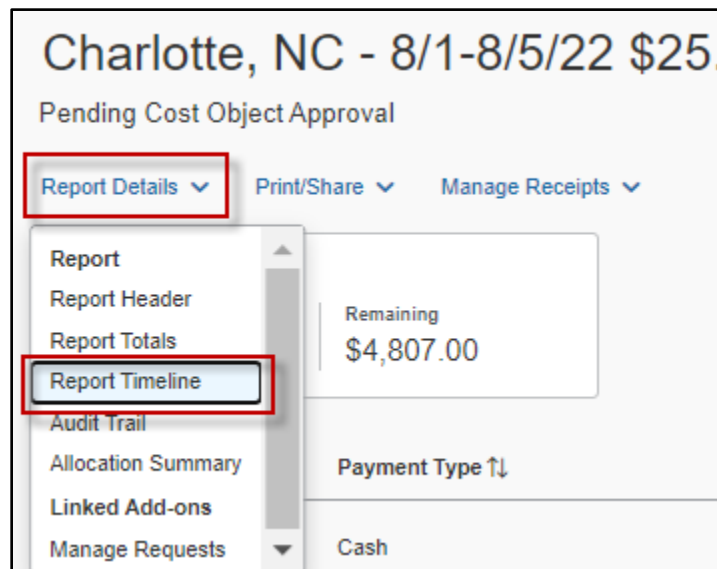 Charlotte, NC - 8/1-8/5/22 $25.
Pending Cost Object Approval
Report Details Print/Share Manage Receipts
Report
Report Header
Report Totals
Report Timeline
Audit Trail
Allocation Summary
Linked Add-ons
Manage Requests
Remaining
$4,807.00
Payment Type
Cash